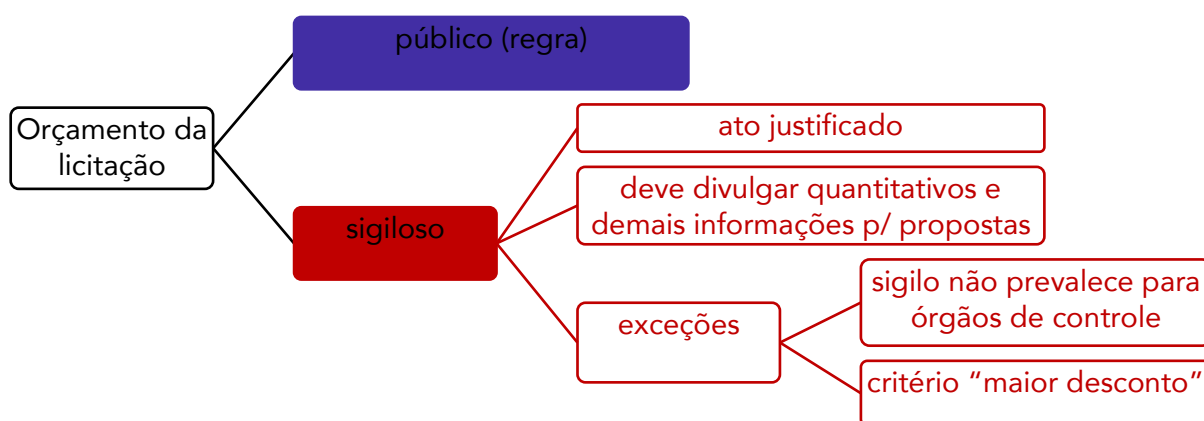 público (regra)
Orçamento da
licitação
sigiloso
ato justificado
deve divulgar quantitativos e
demais informações p/ propostas
exceções
sigilo não prevalece para
órgãos de controle
critério “maior desconto”